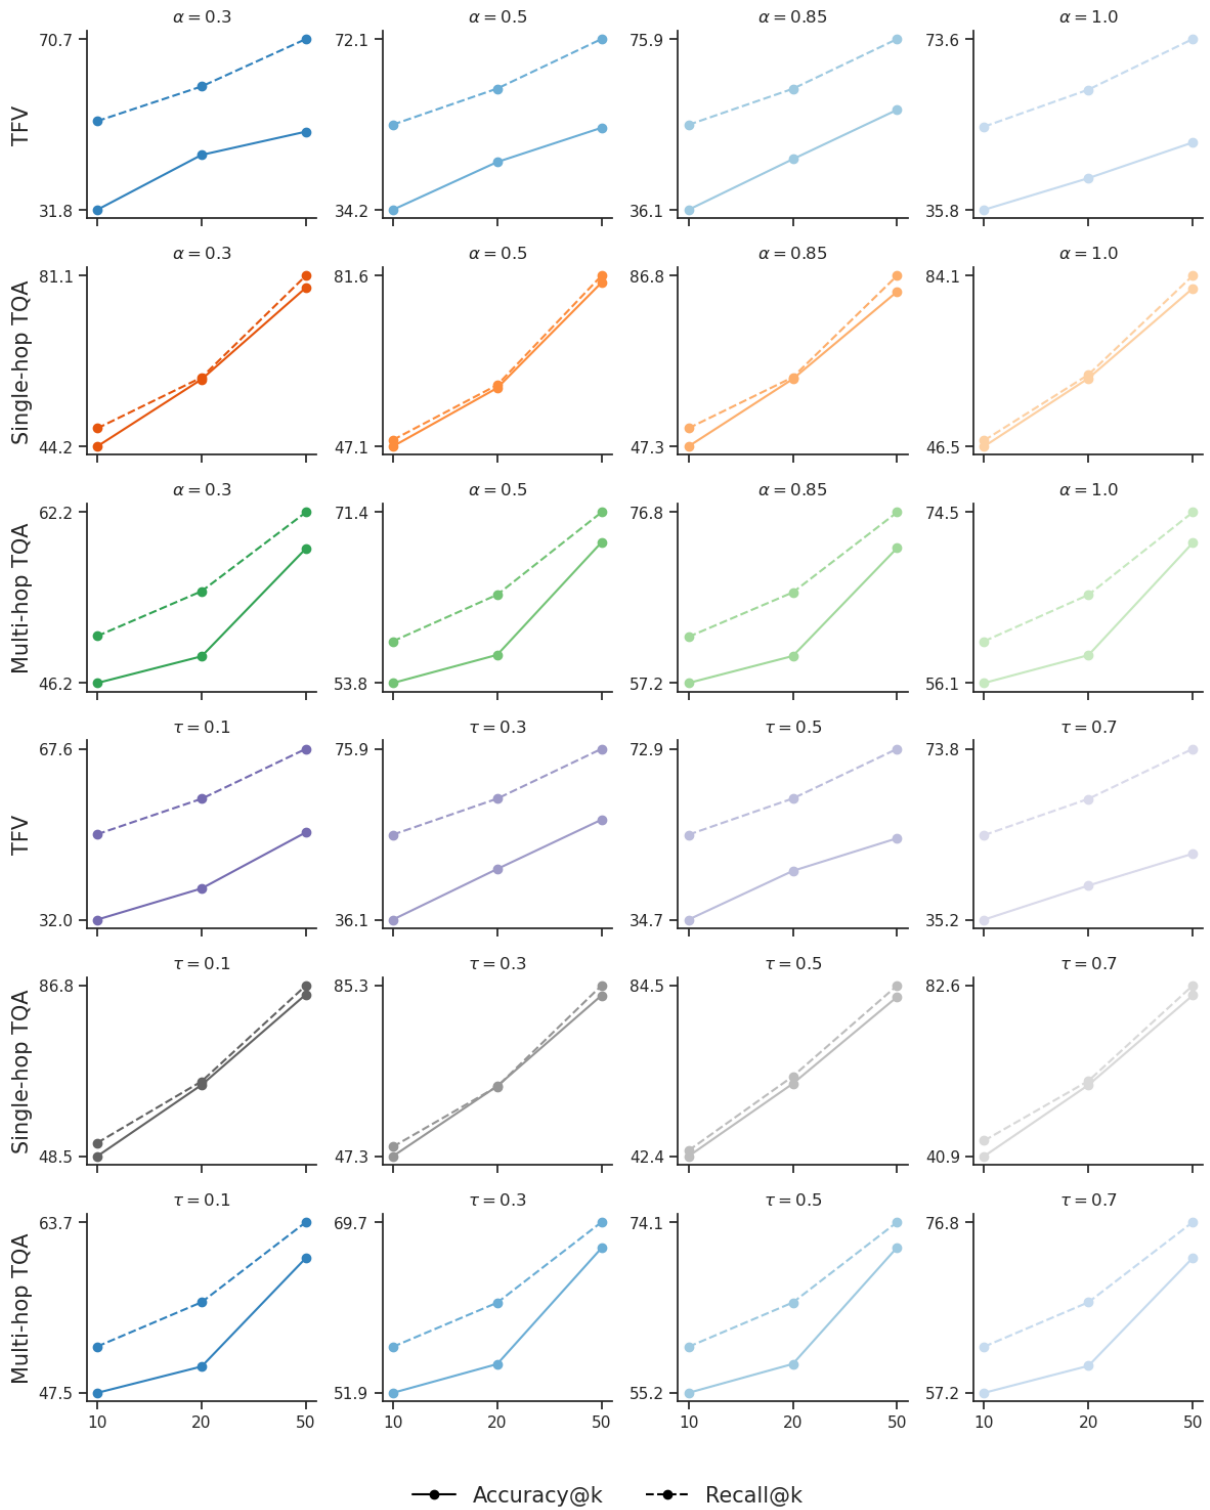 α = 0.3 α = 0.5 α = 0.85 α = 1.0
TFV
70.7 72.1 75.9 73.6
31.8 34.2 36.1 35.8
α = 0.3 α = 0.5 α = 0.85 α = 1.0
Single-hop TQA
81.1 81.6 86.8 84.1
44.2 47.1 47.3 46.5
α = 0.3 α = 0.5 α = 0.85 α = 1.0
Multi-hop TQA
62.2 71.4 76.8 74.5
46.2 53.8 57.2 56.1
τ = 0.1 τ = 0.3 τ = 0.5 τ = 0.7
TFV
67.6 75.9 72.9 73.8
32.0 36.1 34.7 35.2
τ = 0.1 τ = 0.3 τ = 0.5 τ = 0.7
Single-hop TQA
86.8 85.3 84.5 82.6
48.5 47.3 42.4 40.9
τ = 0.1 τ = 0.3 τ = 0.5 τ = 0.7
Multi-hop TQA
63.7 69.7 74.1 76.8
47.5 51.9 55.2 57.2
10 20 50 10 20 50 10 20 50 10 20 50
Accuracy@k Recall@k